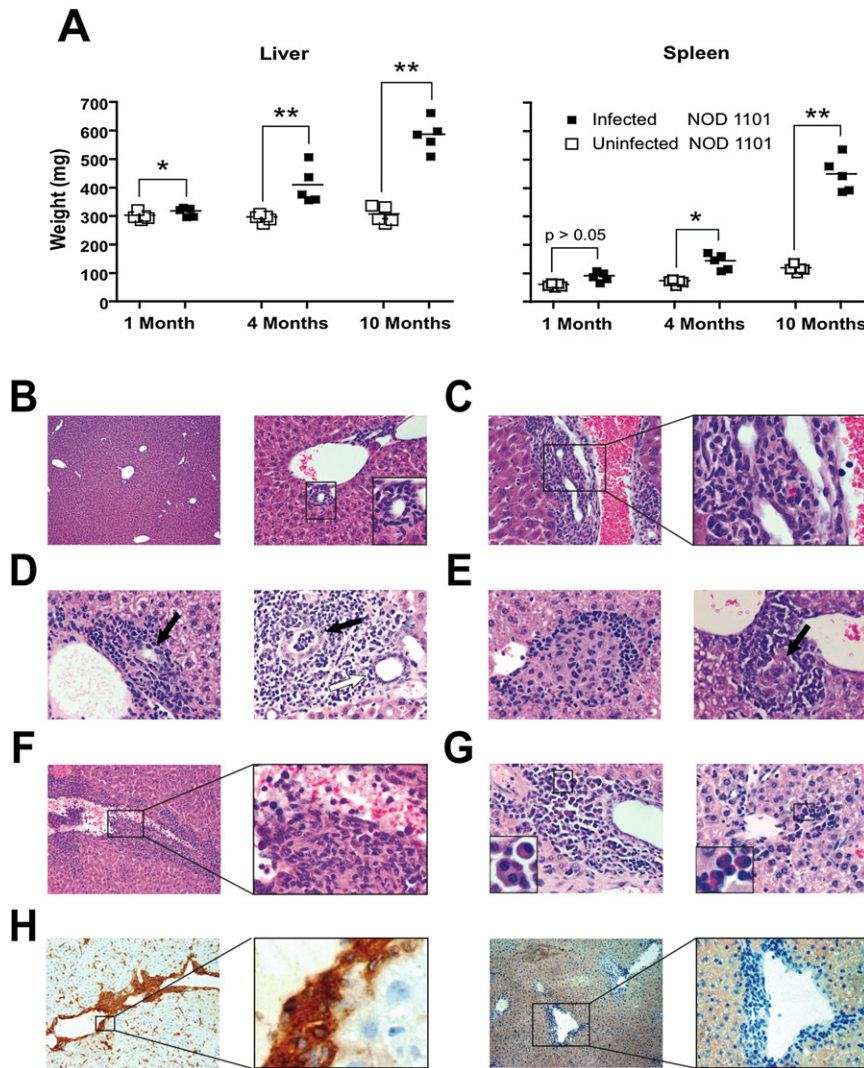 A
Liver
Spleen
Weight (mg)
700
600
500
400
300
200
100
0
*
**
**
1 Month
4 Months
10 Months
Infected NOD 1101
Uninfected NOD 1101
p > 0.05
*
**
1 Month
4 Months
10 Months
B
C
D
E
F
G
H